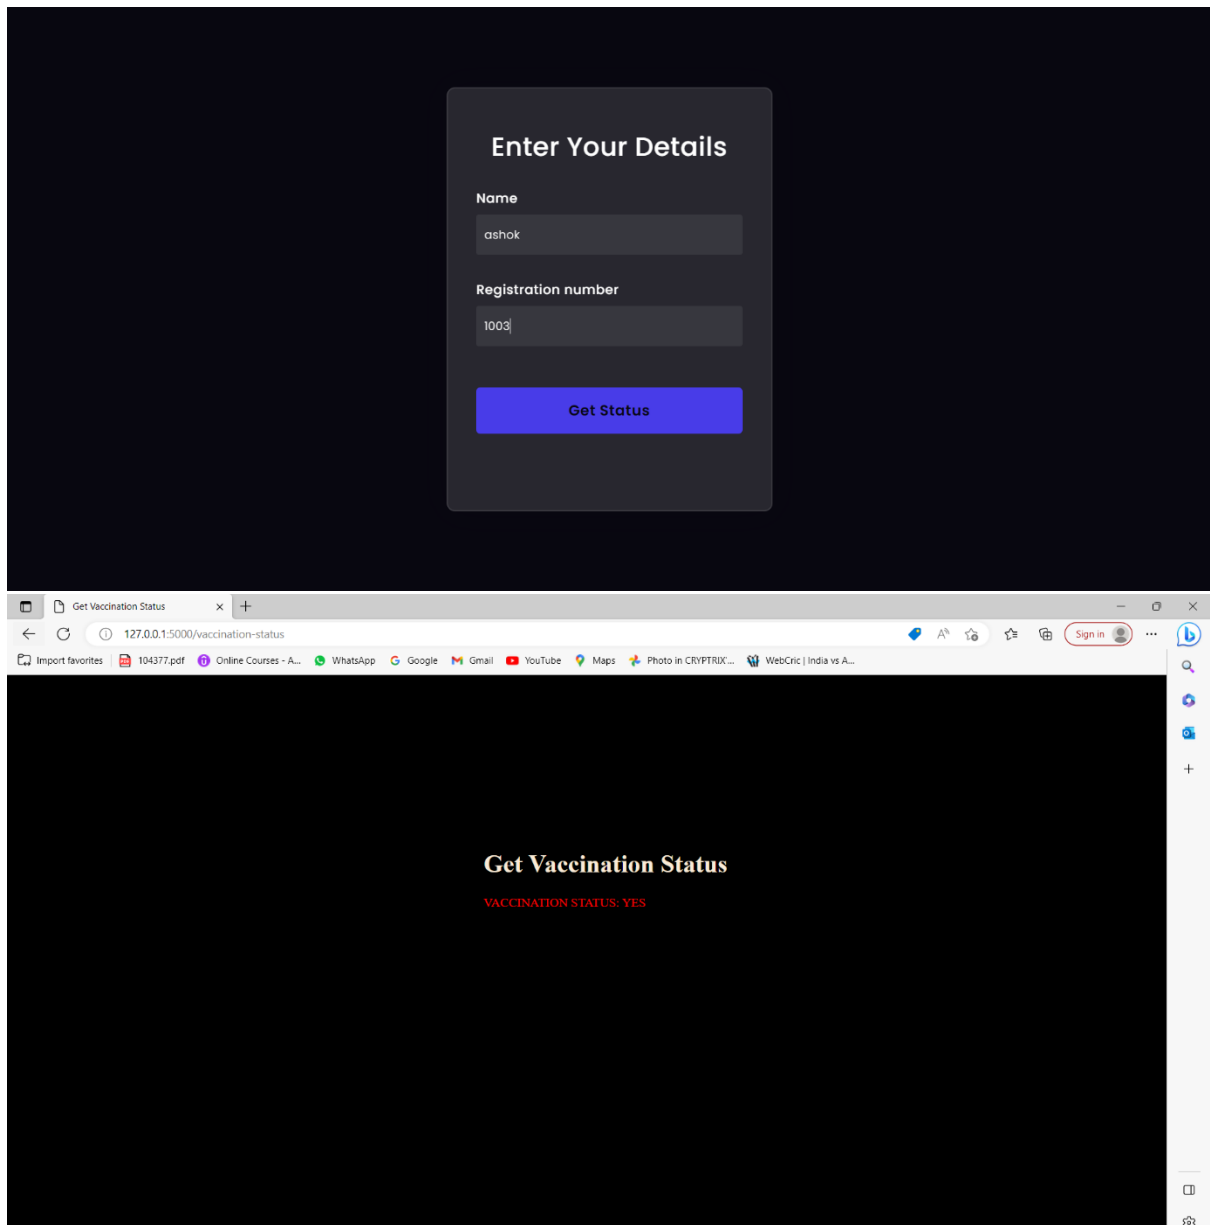 Enter Your Details
Name
ashok
Registration number
1003
Get Status
Get Vaccination Status
127.0.0.1:5000/vaccination-status
Sign in
Import favorites 104377.pdf Online Courses - A... WhatsApp Google Gmail YouTube Maps Photo in CRYPTRIX'... WebCric | India vs A...
Get Vaccination Status
VACCINATION STATUS: YES